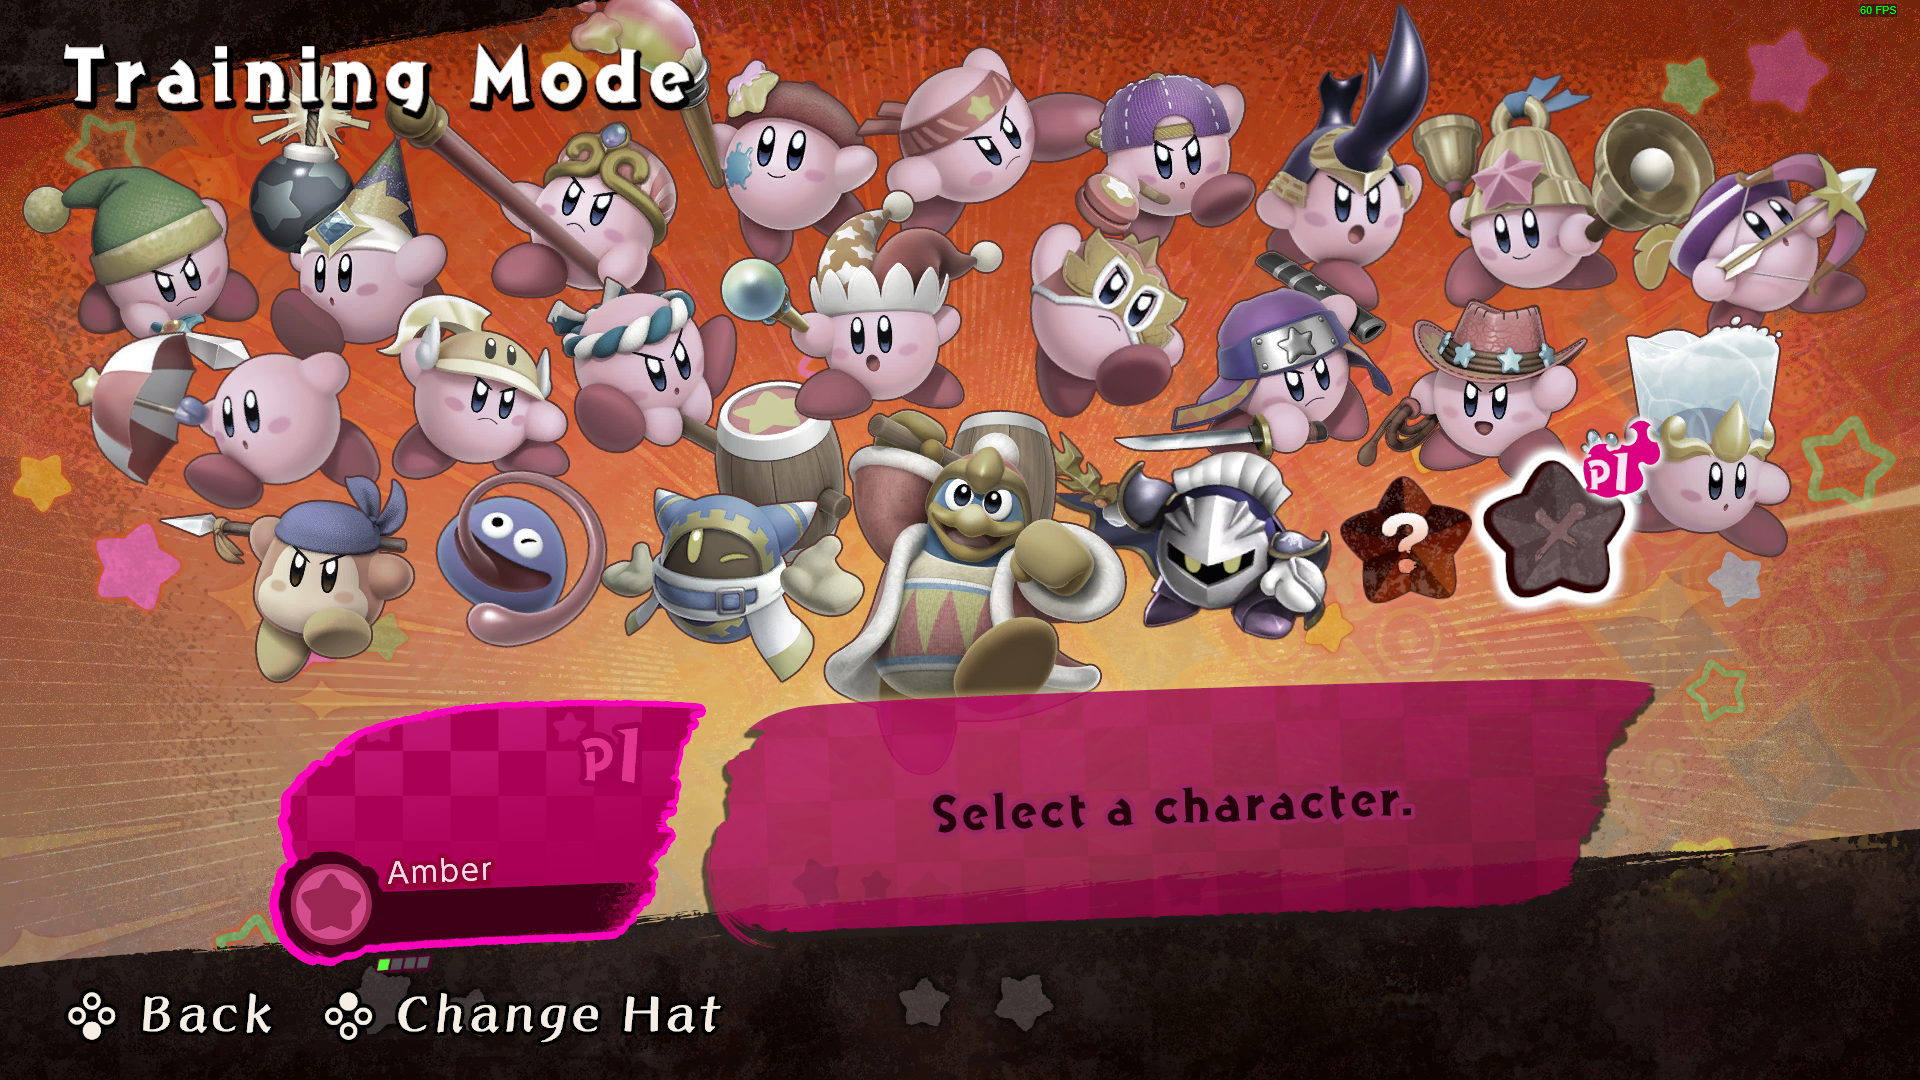 60 FPS
Training Mode
?
P1
P1
Select a character.
Amber
Back
Change Hat